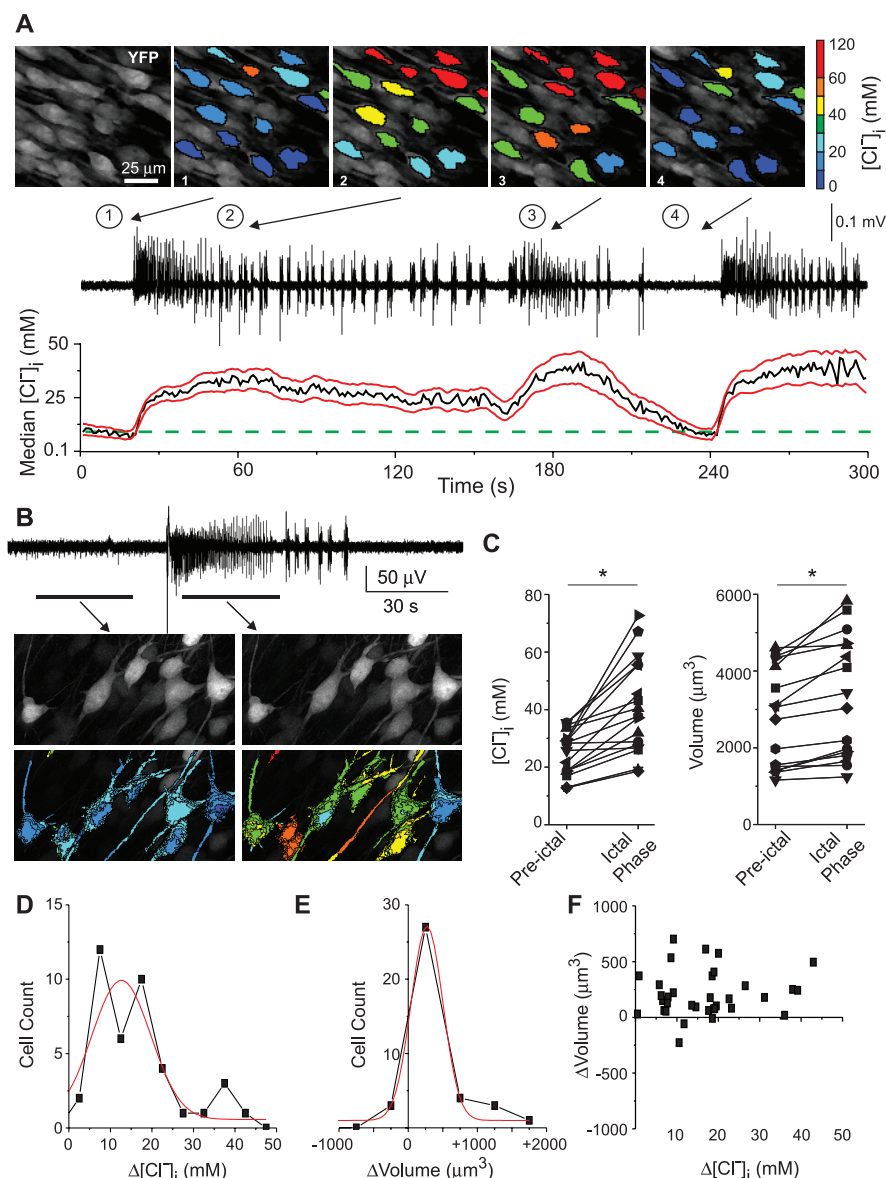 A
YFP
25 µm
1
2
3
4
120
60
40
20
0
[Cl⁻]i (mM)
1
2
3
4
0.1 mV
Median [Cl⁻]i (mM)
50
25
0.1
0
60
120
180
240
300
Time (s)
B
50 µV
30 s
C
[Cl⁻]i (mM)
80
60
40
20
0
*
Pre-ictal
Ictal Phase
Volume (µm³)
6000
4000
2000
0
*
Pre-ictal
Ictal Phase
D
Cell Count
15
10
5
0
0
20
40
Δ[Cl⁻]i (mM)
E
Cell Count
30
20
10
0
-1000
0
+1000
+2000
ΔVolume (µm³)
F
ΔVolume (µm³)
1000
500
0
-500
-1000
10
20
30
40
50
Δ[Cl⁻]i (mM)